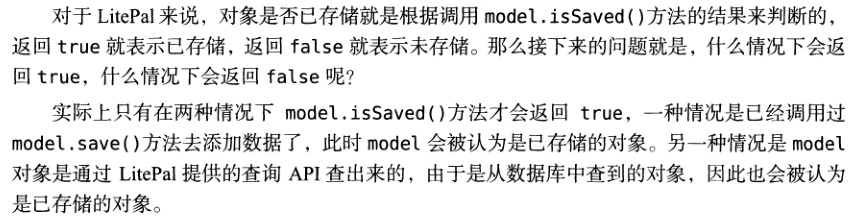 对于 LitePal 来说，对象是否已存储就是根据调用 model.isSaved()方法的结果来判断的，
返回 true 就表示已存储，返回 false 就表示未存储。那么接下来的问题就是，什么情况下会返
回 true，什么情况下会返回 false 呢？
实际上只有在两种情况下 model.isSaved()方法才会返回 true，一种情况是已经调用过
model.save()方法去添加数据了，此时 model 会被认为是已存储的对象。另一种情况是 model
对象是通过 LitePal 提供的查询 API 查出来的，由于是从数据库中查到的对象，因此也会被认为
是已存储的对象。